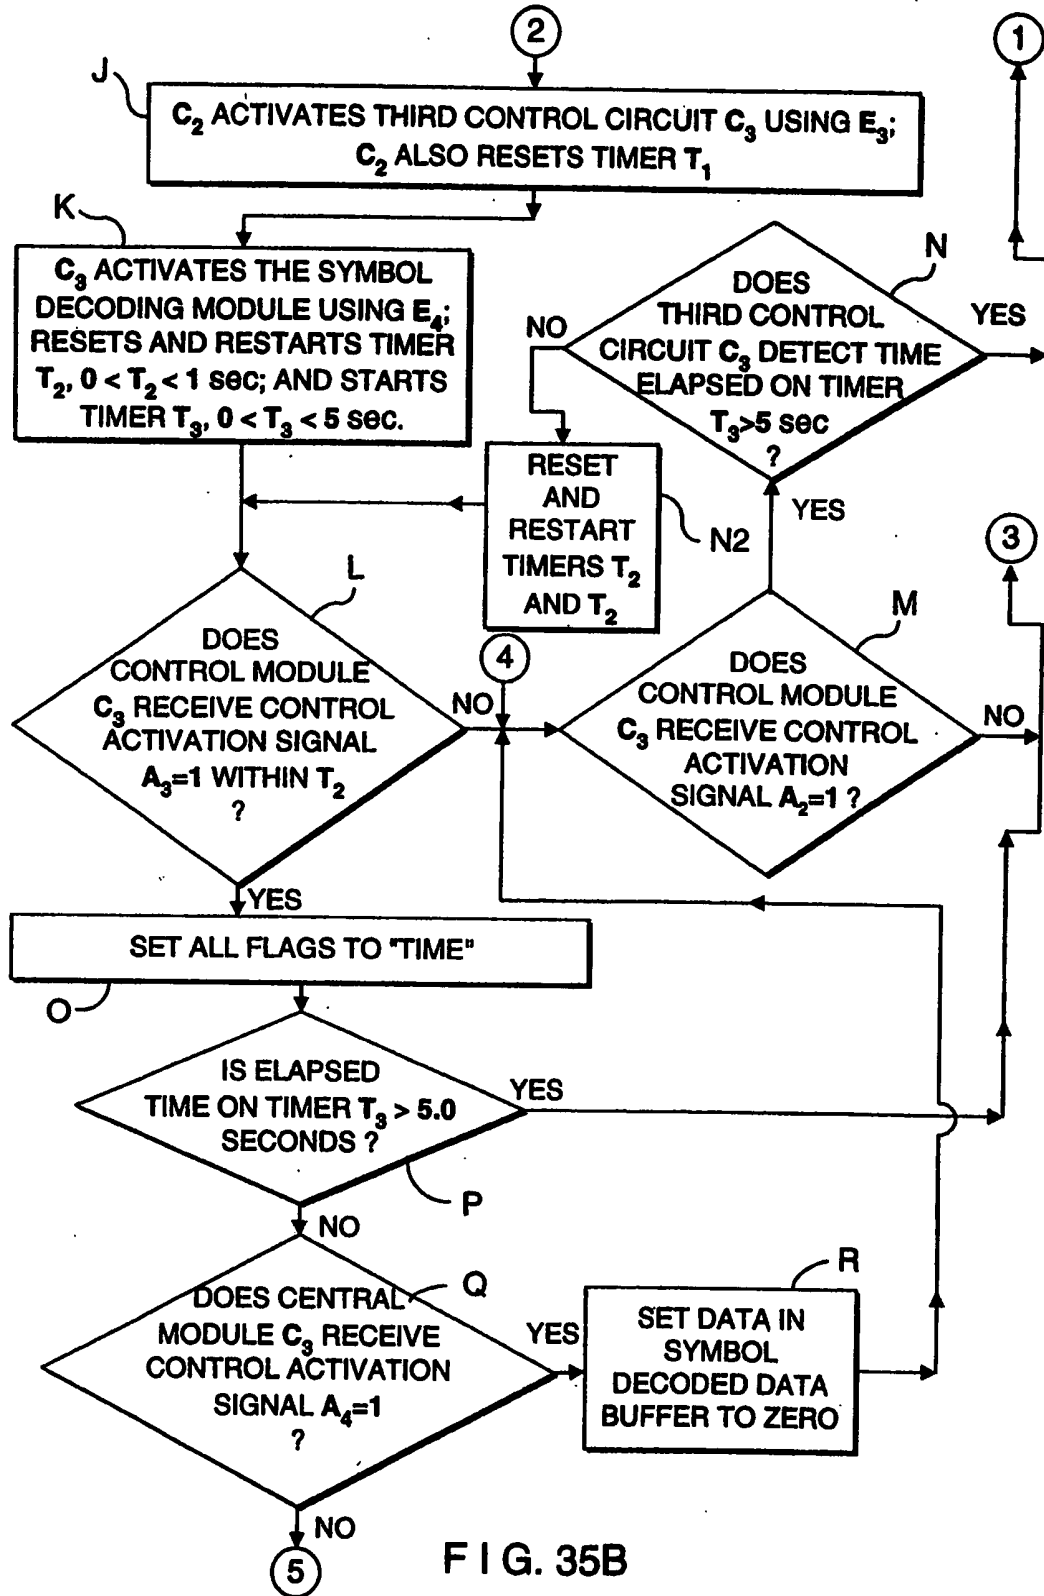 2
1
J
C2 ACTIVATES THIRD CONTROL CIRCUIT C3 USING E3;
C2 ALSO RESETS TIMER T1
K
C3 ACTIVATES THE SYMBOL
DECODING MODULE USING E4;
RESETS AND RESTARTS TIMER
T2, 0 < T2 < 1 sec; AND STARTS
TIMER T3, 0 < T3 < 5 sec.
N
DOES
THIRD CONTROL
CIRCUIT C3 DETECT TIME
ELAPSED ON TIMER
T3>5 sec
?
NO
YES
RESET
AND
RESTART
TIMERS T2
AND T2
N2
YES
3
L
DOES
CONTROL MODULE
C3 RECEIVE CONTROL
ACTIVATION SIGNAL
A3=1 WITHIN T2
?
NO
4
M
DOES
CONTROL MODULE
C3 RECEIVE CONTROL
ACTIVATION
SIGNAL A2=1 ?
NO
YES
SET ALL FLAGS TO "TIME"
O
IS ELAPSED
TIME ON TIMER T3 > 5.0
SECONDS ?
YES
P
NO
Q
DOES CENTRAL
MODULE C3 RECEIVE
CONTROL ACTIVATION
SIGNAL A4=1
?
YES
R
SET DATA IN
SYMBOL
DECODED DATA
BUFFER TO ZERO
NO
5
FIG. 35B